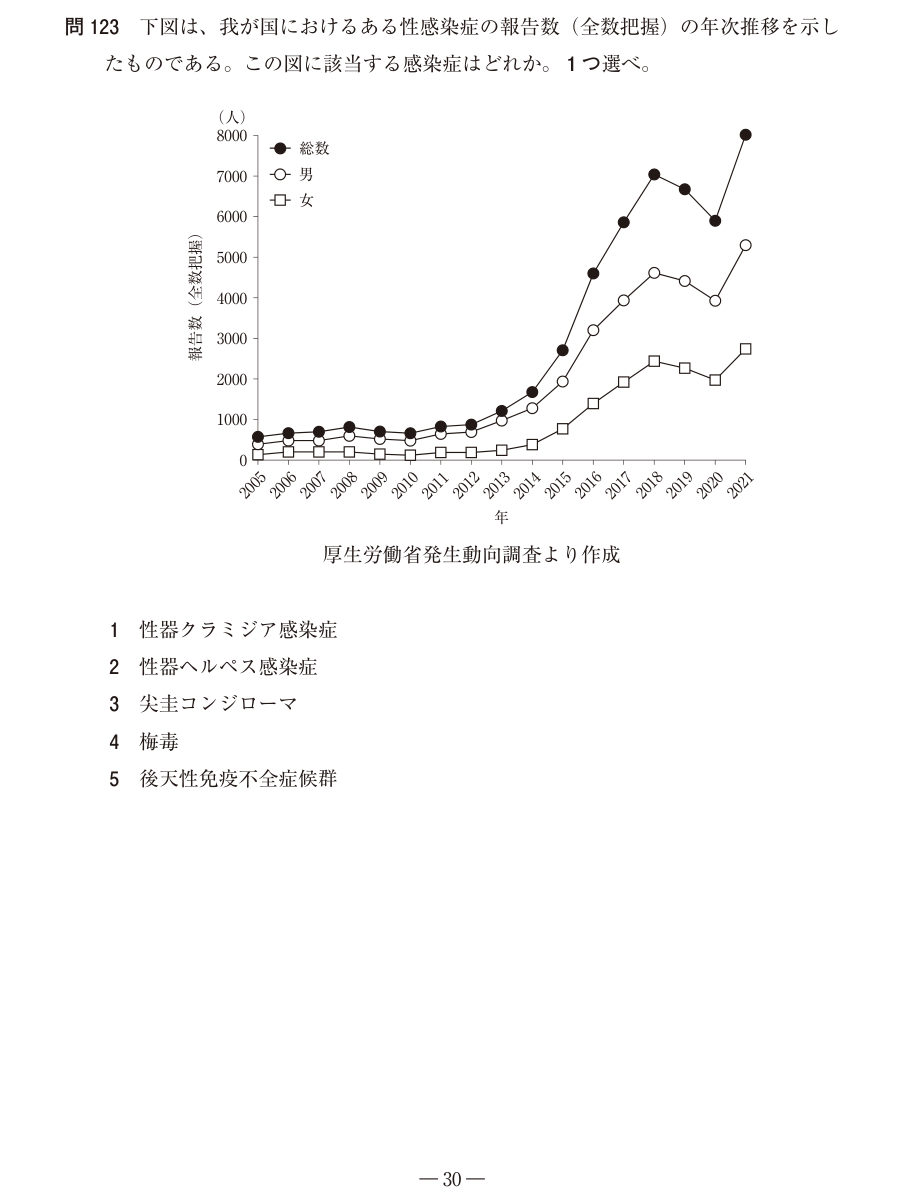 問 123　下図は、我が国におけるある性感染症の報告数（全数把握）の年次推移を示し
たものである。この図に該当する感染症はどれか。1つ選べ。
（人）
8000
7000
6000
5000
4000
3000
2000
1000
0
総数
男
女
報告数（全数把握）
2005
2006
2007
2008
2009
2010
2011
2012
2013
2014
2015
2016
2017
2018
2019
2020
2021
年
厚生労働省発生動向調査より作成
1　性器クラミジア感染症
2　性器ヘルペス感染症
3　尖圭コンジローマ
4　梅毒
5　後天性免疫不全症候群
— 30 —